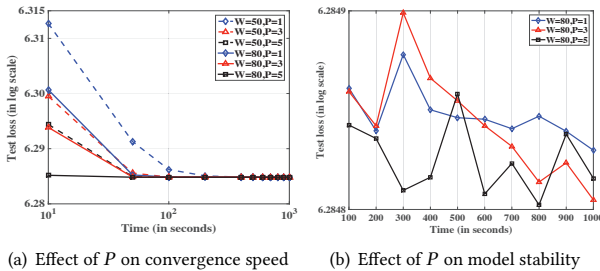 6.315
6.31
6.3
6.29
6.28
Test loss (in log scale)
W=50,P=1
W=50,P=3
W=50,P=5
W=80,P=1
W=80,P=3
W=80,P=5
10^1
10^2
10^3
Time (in seconds)
(a) Effect of P on convergence speed
6.2849
6.2848
Test loss (in log scale)
W=80,P=1
W=80,P=3
W=80,P=5
100 200 300 400 500 600 700 800 900 1000
Time (in seconds)
(b) Effect of P on model stability